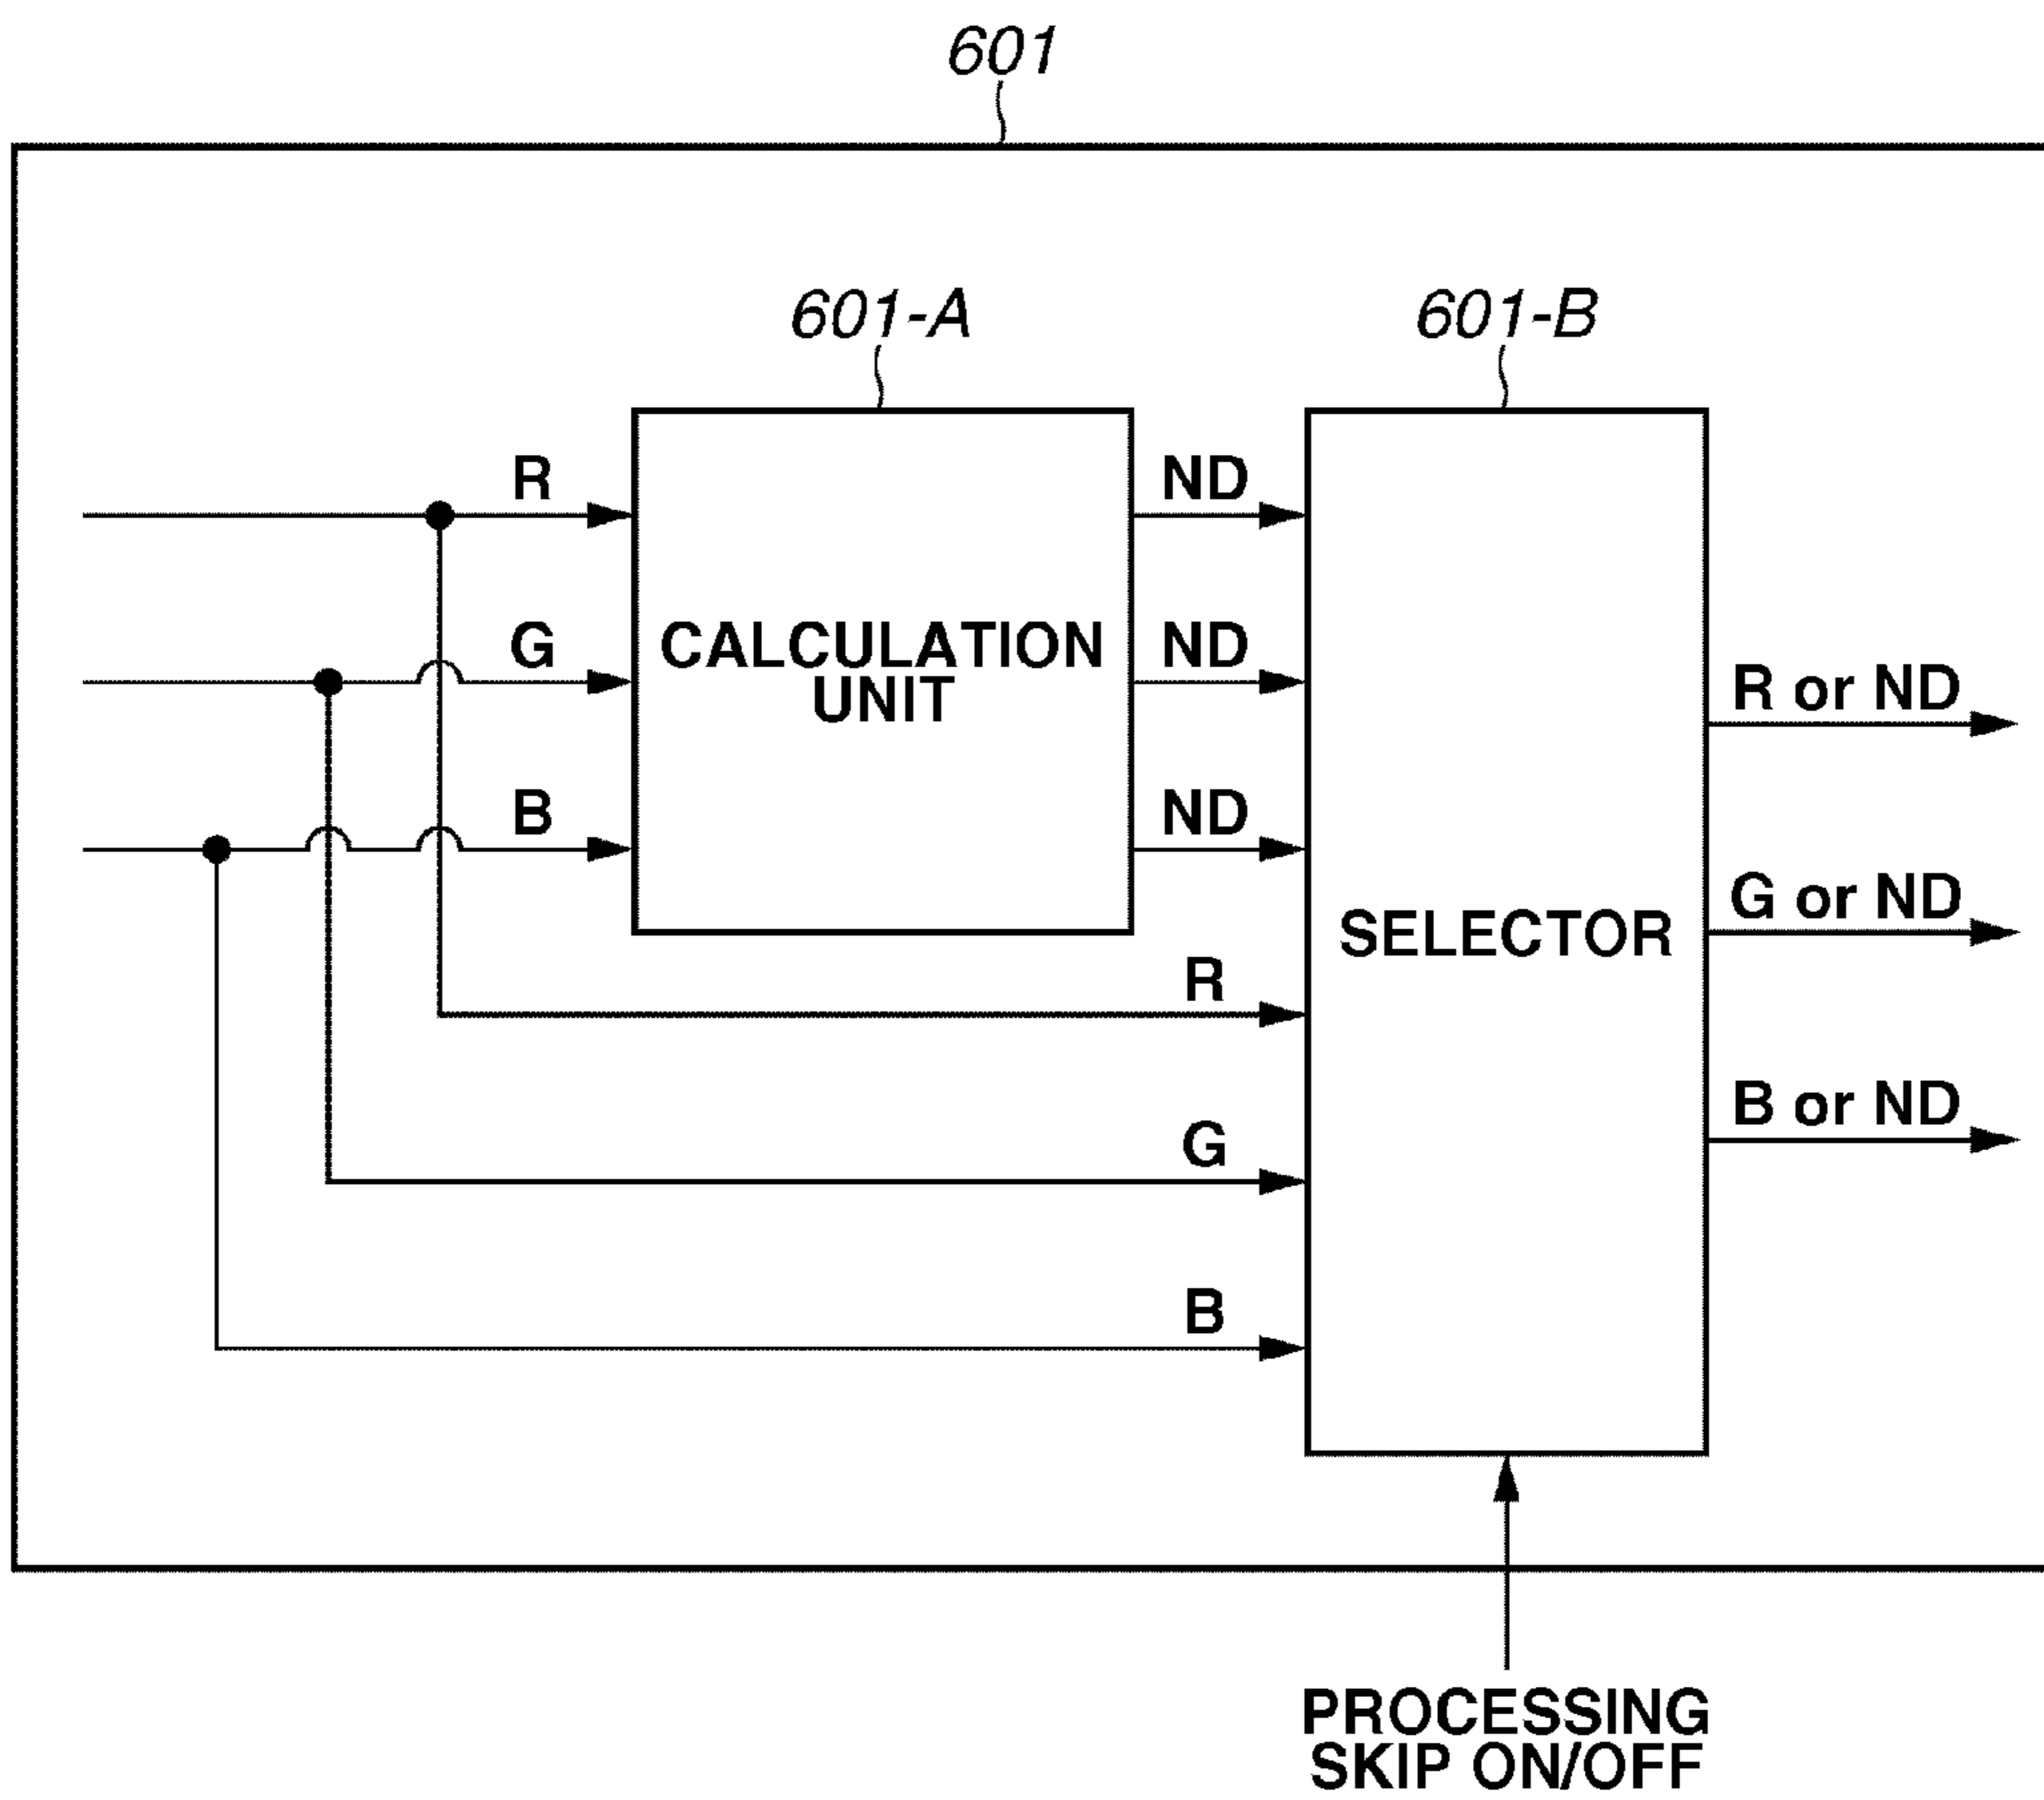 601
601-A
601-B
R
ND
G
CALCULATION
UNIT
ND
R or ND
B
ND
G or ND
SELECTOR
R
B or ND
G
B
PROCESSING
SKIP ON/OFF